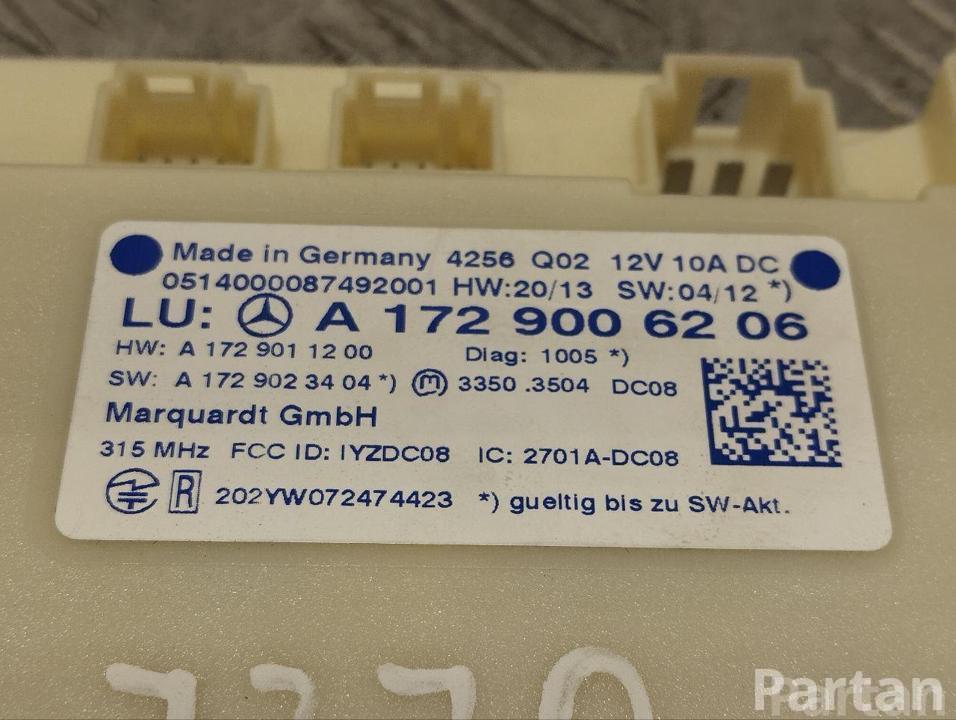 Made in Germany 4256 Q02 12V 10A DC
0514000087492001 HW:20/13 SW:04/12 *)
LU: A 172 900 62 06
HW: A 172 901 12 00 Diag: 1005 *)
SW: A 172 902 34 04 *) m 3350 .3504 DC08
Marquardt GmbH
315 MHz FCC ID: IYZDC08 IC: 2701A-DC08
R 202YW072474423 *) gueltig bis zu SW-Akt.
Partan